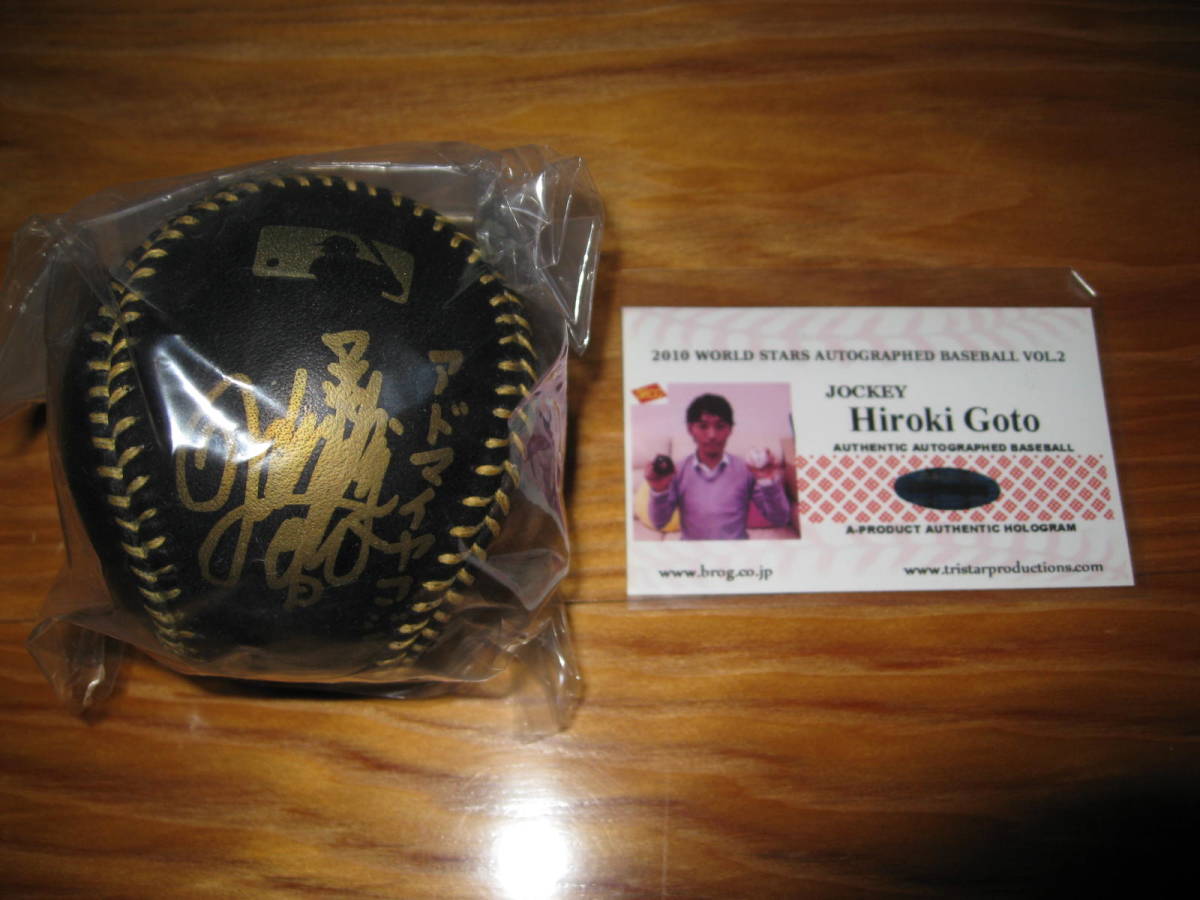 アドマイヤコ
2010 WORLD STARS AUTOGRAPHED BASEBALL VOL.2
JOCKEY
Hiroki Goto
AUTHENTIC AUTOGRAPHED BASEBALL
A-PRODUCT AUTHENTIC HOLOGRAM
www.brog.co.jp
www.tristarproductions.com